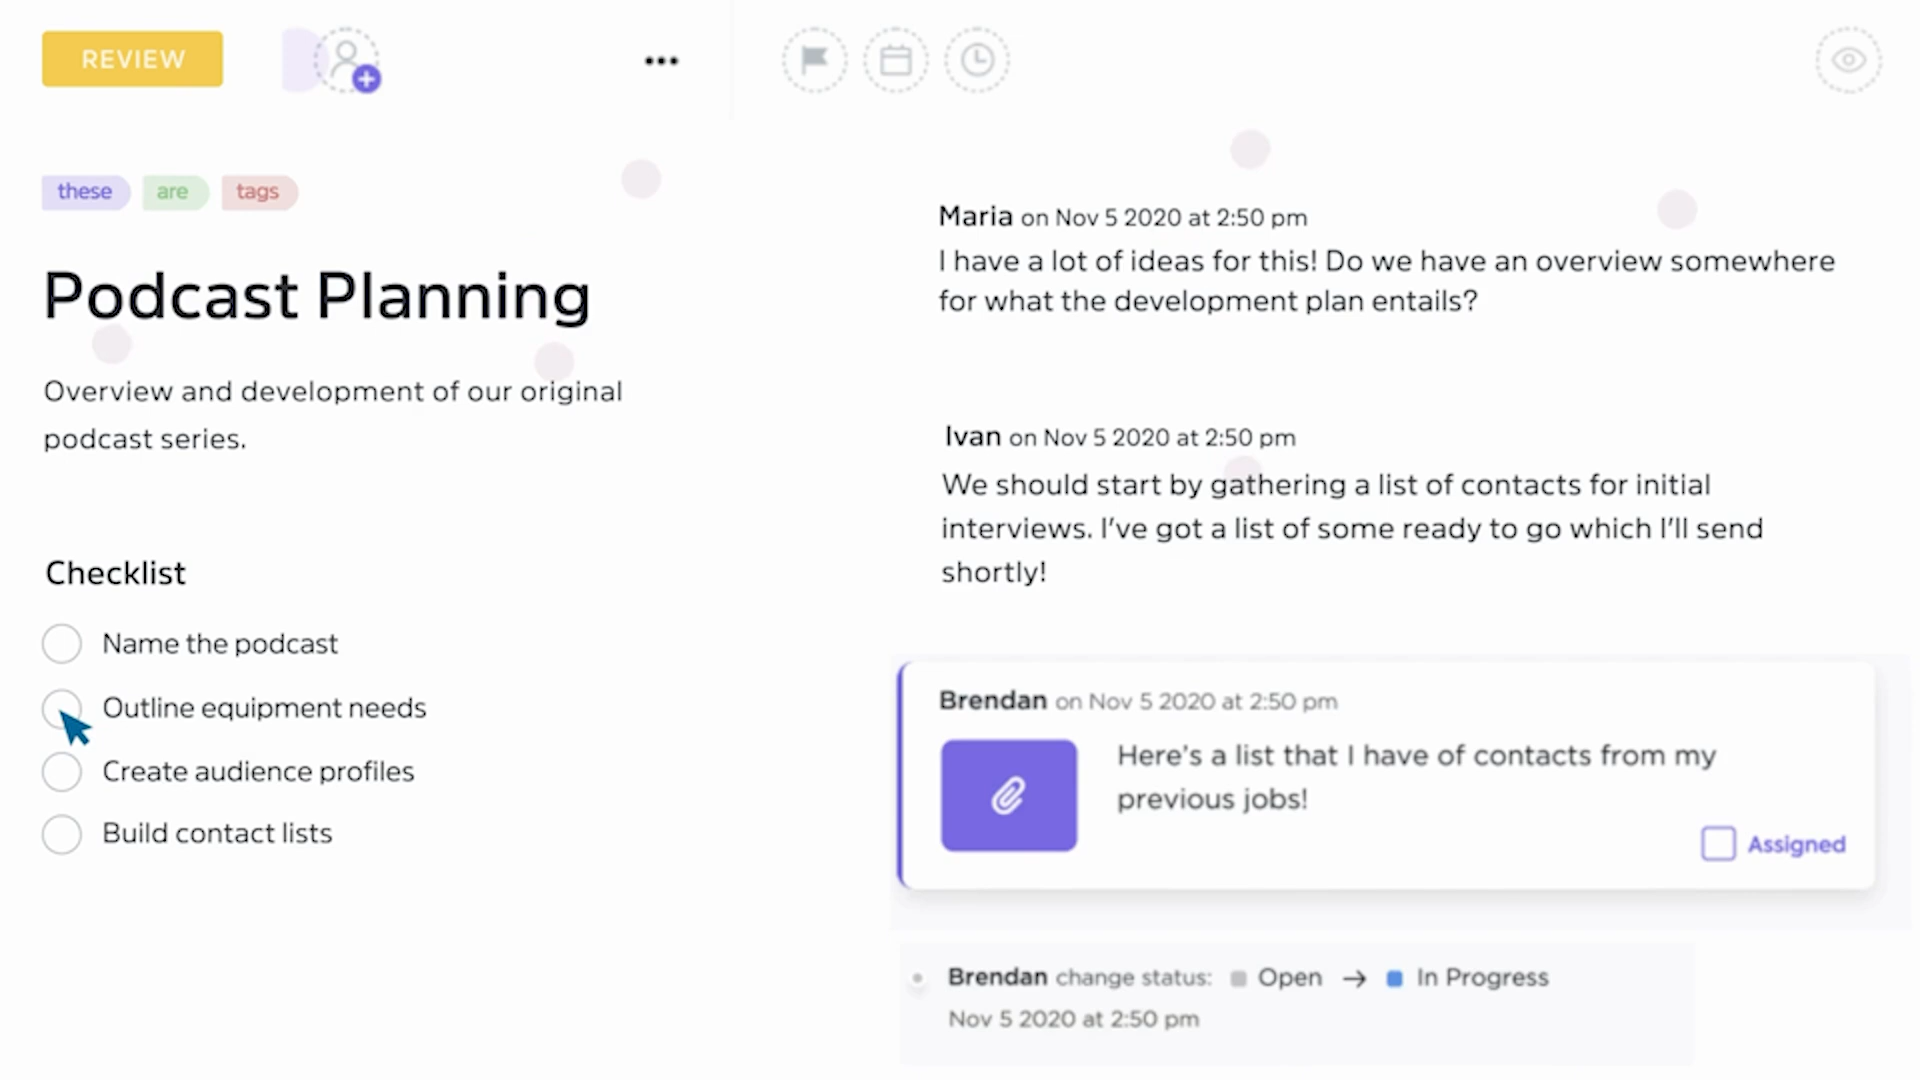 REVIEW
these are tags
Podcast Planning
Overview and development of our original
podcast series.
Checklist
Name the podcast
Outline equipment needs
Create audience profiles
Build contact lists
Maria on Nov 5 2020 at 2:50 pm
I have a lot of ideas for this! Do we have an overview somewhere
for what the development plan entails?
Ivan on Nov 5 2020 at 2:50 pm
We should start by gathering a list of contacts for initial
interviews. I've got a list of some ready to go which I'll send
shortly!
Brendan on Nov 5 2020 at 2:50 pm
Here's a list that I have of contacts from my
previous jobs!
Assigned
Brendan change status: Open → In Progress
Nov 5 2020 at 2:50 pm